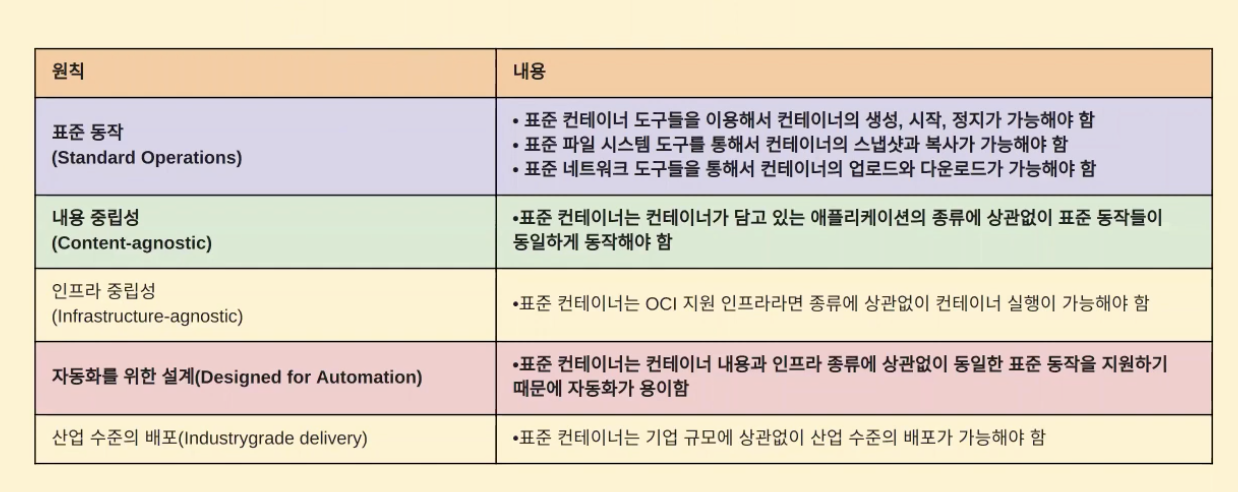 원칙
내용
표준 동작
(Standard Operations)
• 표준 컨테이너 도구들을 이용해서 컨테이너의 생성, 시작, 정지가 가능해야 함
• 표준 파일 시스템 도구를 통해서 컨테이너의 스냅샷과 복사가 가능해야 함
• 표준 네트워크 도구들을 통해서 컨테이너의 업로드와 다운로드가 가능해야 함
내용 중립성
(Content-agnostic)
•표준 컨테이너는 컨테이너가 담고 있는 애플리케이션의 종류에 상관없이 표준 동작들이
동일하게 동작해야 함
인프라 중립성
(Infrastructure-agnostic)
•표준 컨테이너는 OCI 지원 인프라라면 종류에 상관없이 컨테이너 실행이 가능해야 함
자동화를 위한 설계(Designed for Automation)
•표준 컨테이너는 컨테이너 내용과 인프라 종류에 상관없이 동일한 표준 동작을 지원하기
때문에 자동화가 용이함
산업 수준의 배포(Industrygrade delivery)
•표준 컨테이너는 기업 규모에 상관없이 산업 수준의 배포가 가능해야 함